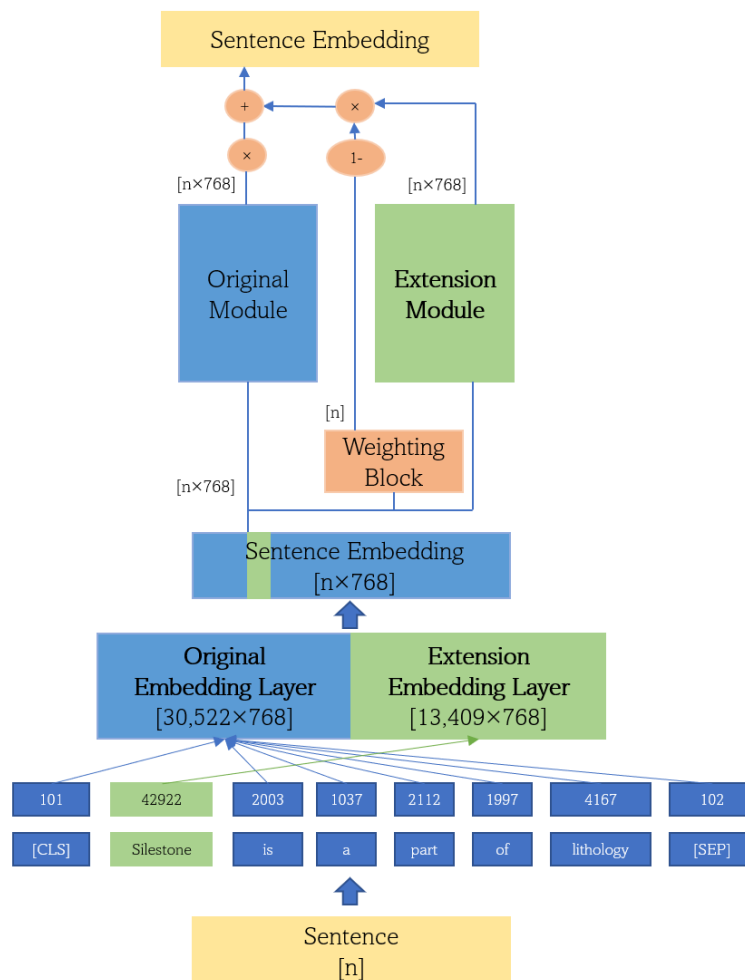 Sentence Embedding
+
×
×
1-
[n×768]
[n×768]
Original
Module
Extension
Module
[n]
Weighting
Block
[n×768]
Sentence Embedding
[n×768]
Original
Embedding Layer
[30,522×768]
Extension
Embedding Layer
[13,409×768]
101 42922 2003 1037 2112 1997 4167 102
[CLS] Silestone is a part of lithology [SEP]
Sentence
[n]